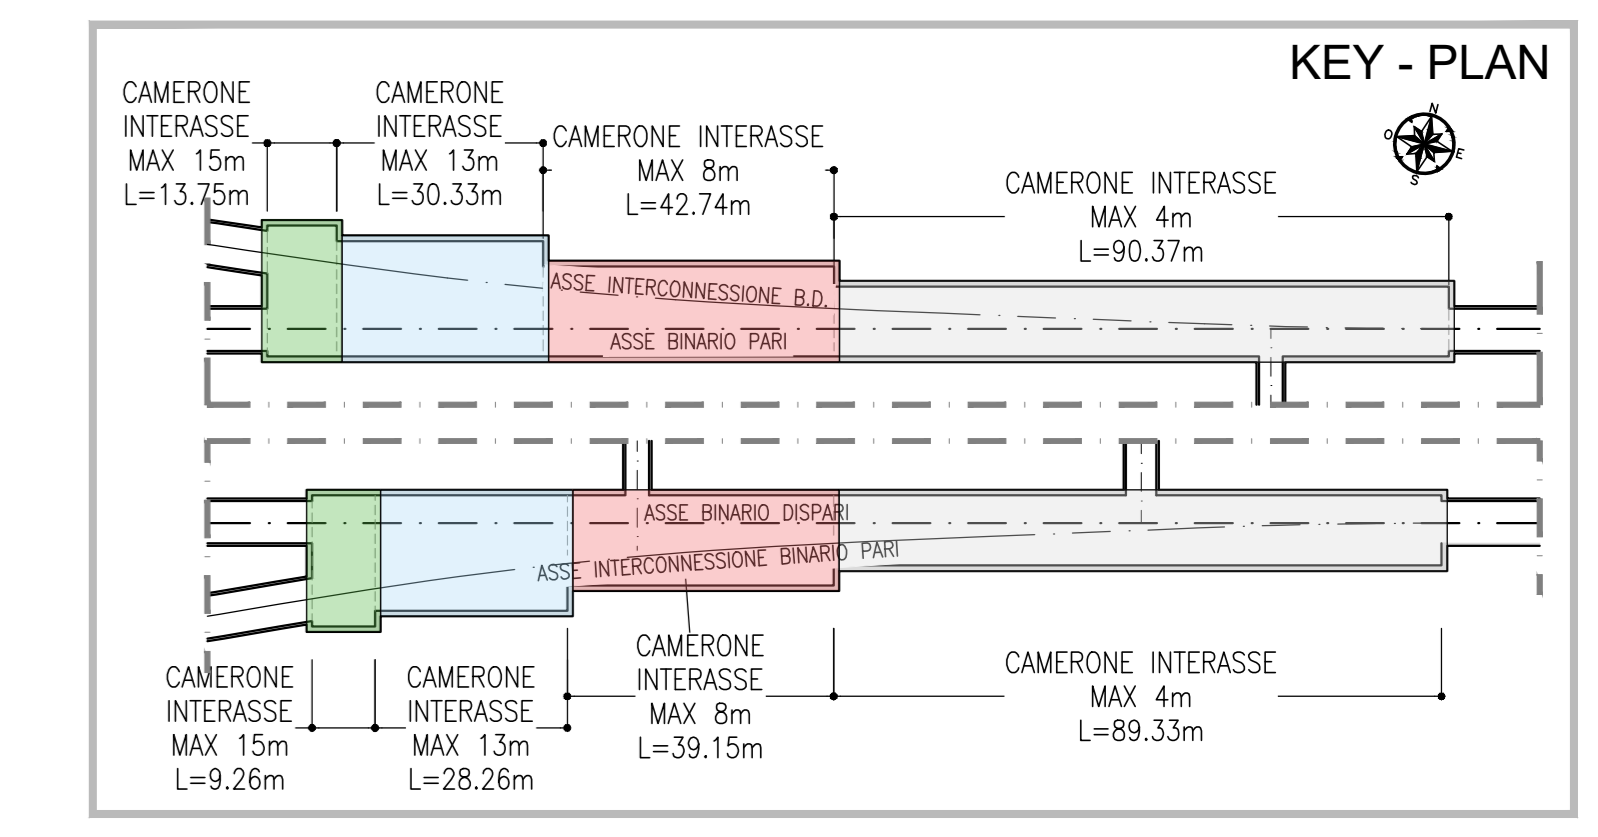 KEY - PLAN
N
O
E
S
CAMERONE
INTERASSE
MAX 15m
L=13.75m
CAMERONE
INTERASSE
MAX 13m
L=30.33m
CAMERONE INTERASSE
MAX 8m
L=42.74m
CAMERONE INTERASSE
MAX 4m
L=90.37m
ASSE INTERCONNESSIONE B.D.
ASSE BINARIO PARI
ASSE BINARIO DISPARI
ASSE INTERCONNESSIONE BINARIO PARI
CAMERONE
INTERASSE
MAX 15m
L=9.26m
CAMERONE
INTERASSE
MAX 13m
L=28.26m
CAMERONE
INTERASSE
MAX 8m
L=39.15m
CAMERONE INTERASSE
MAX 4m
L=89.33m